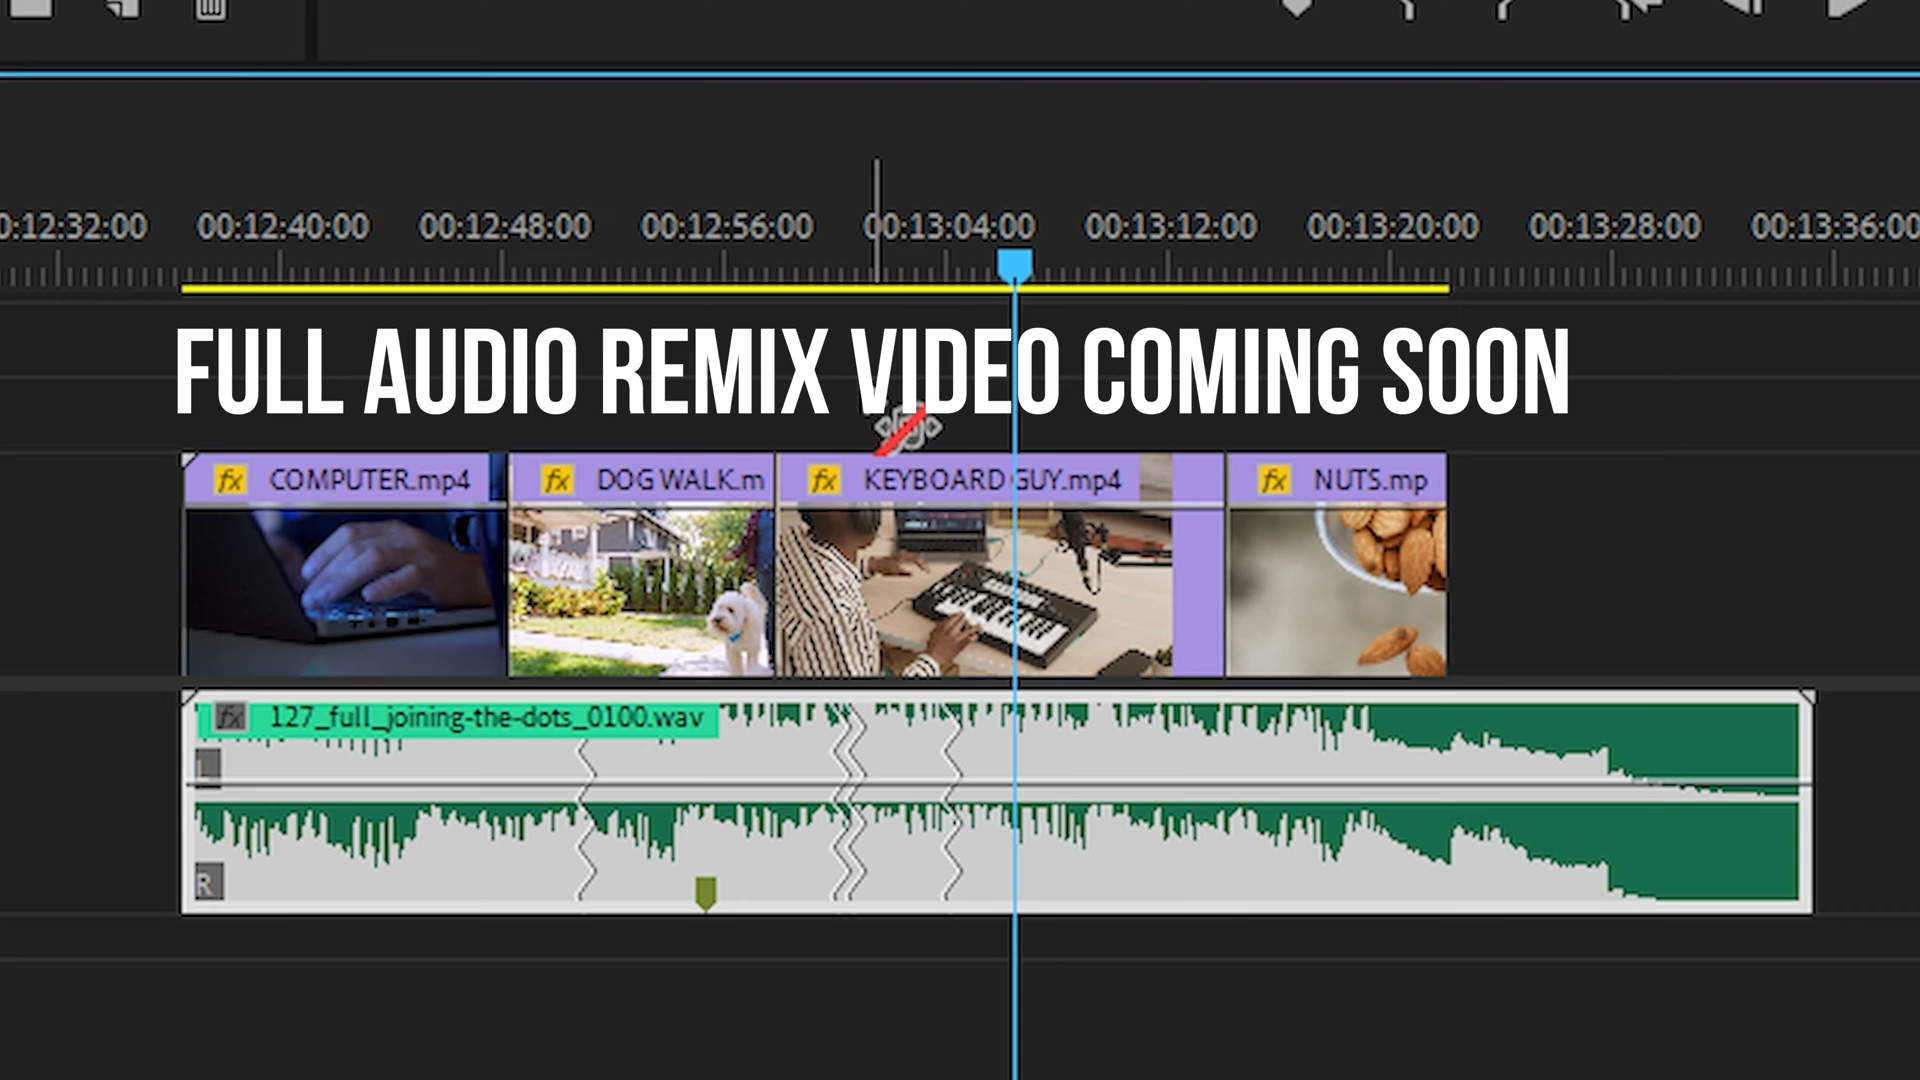 0:12:32:00 00:12:40:00 00:12:48:00 00:12:56:00 00:13:04:00 00:13:12:00 00:13:20:00 00:13:28:00 00:13:36:00
FULL AUDIO REMIX VIDEO COMING SOON
fx COMPUTER.mp4 fx DOG WALK.m fx KEYBOARD GUY.mp4 fx NUTS.mp
fx 127_full_joining-the-dots_0100.wav
L
R